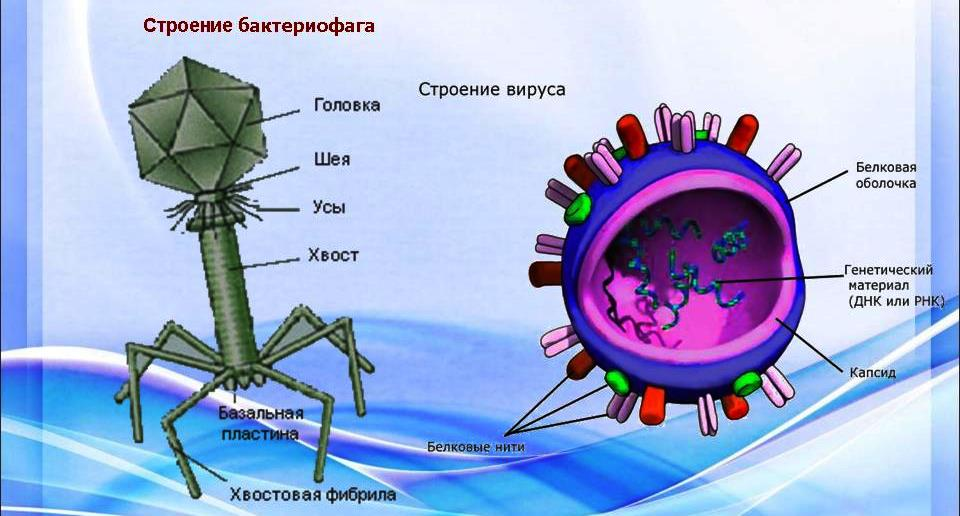 Строение бактериофага
Головка
Шея
Усы
Хвост
Базальная
пластина
Хвостовая фибрила
Строение вируса
Белковая
оболочка
Генетический
материал
(ДНК или РНК)
Капсид
Белковые нити